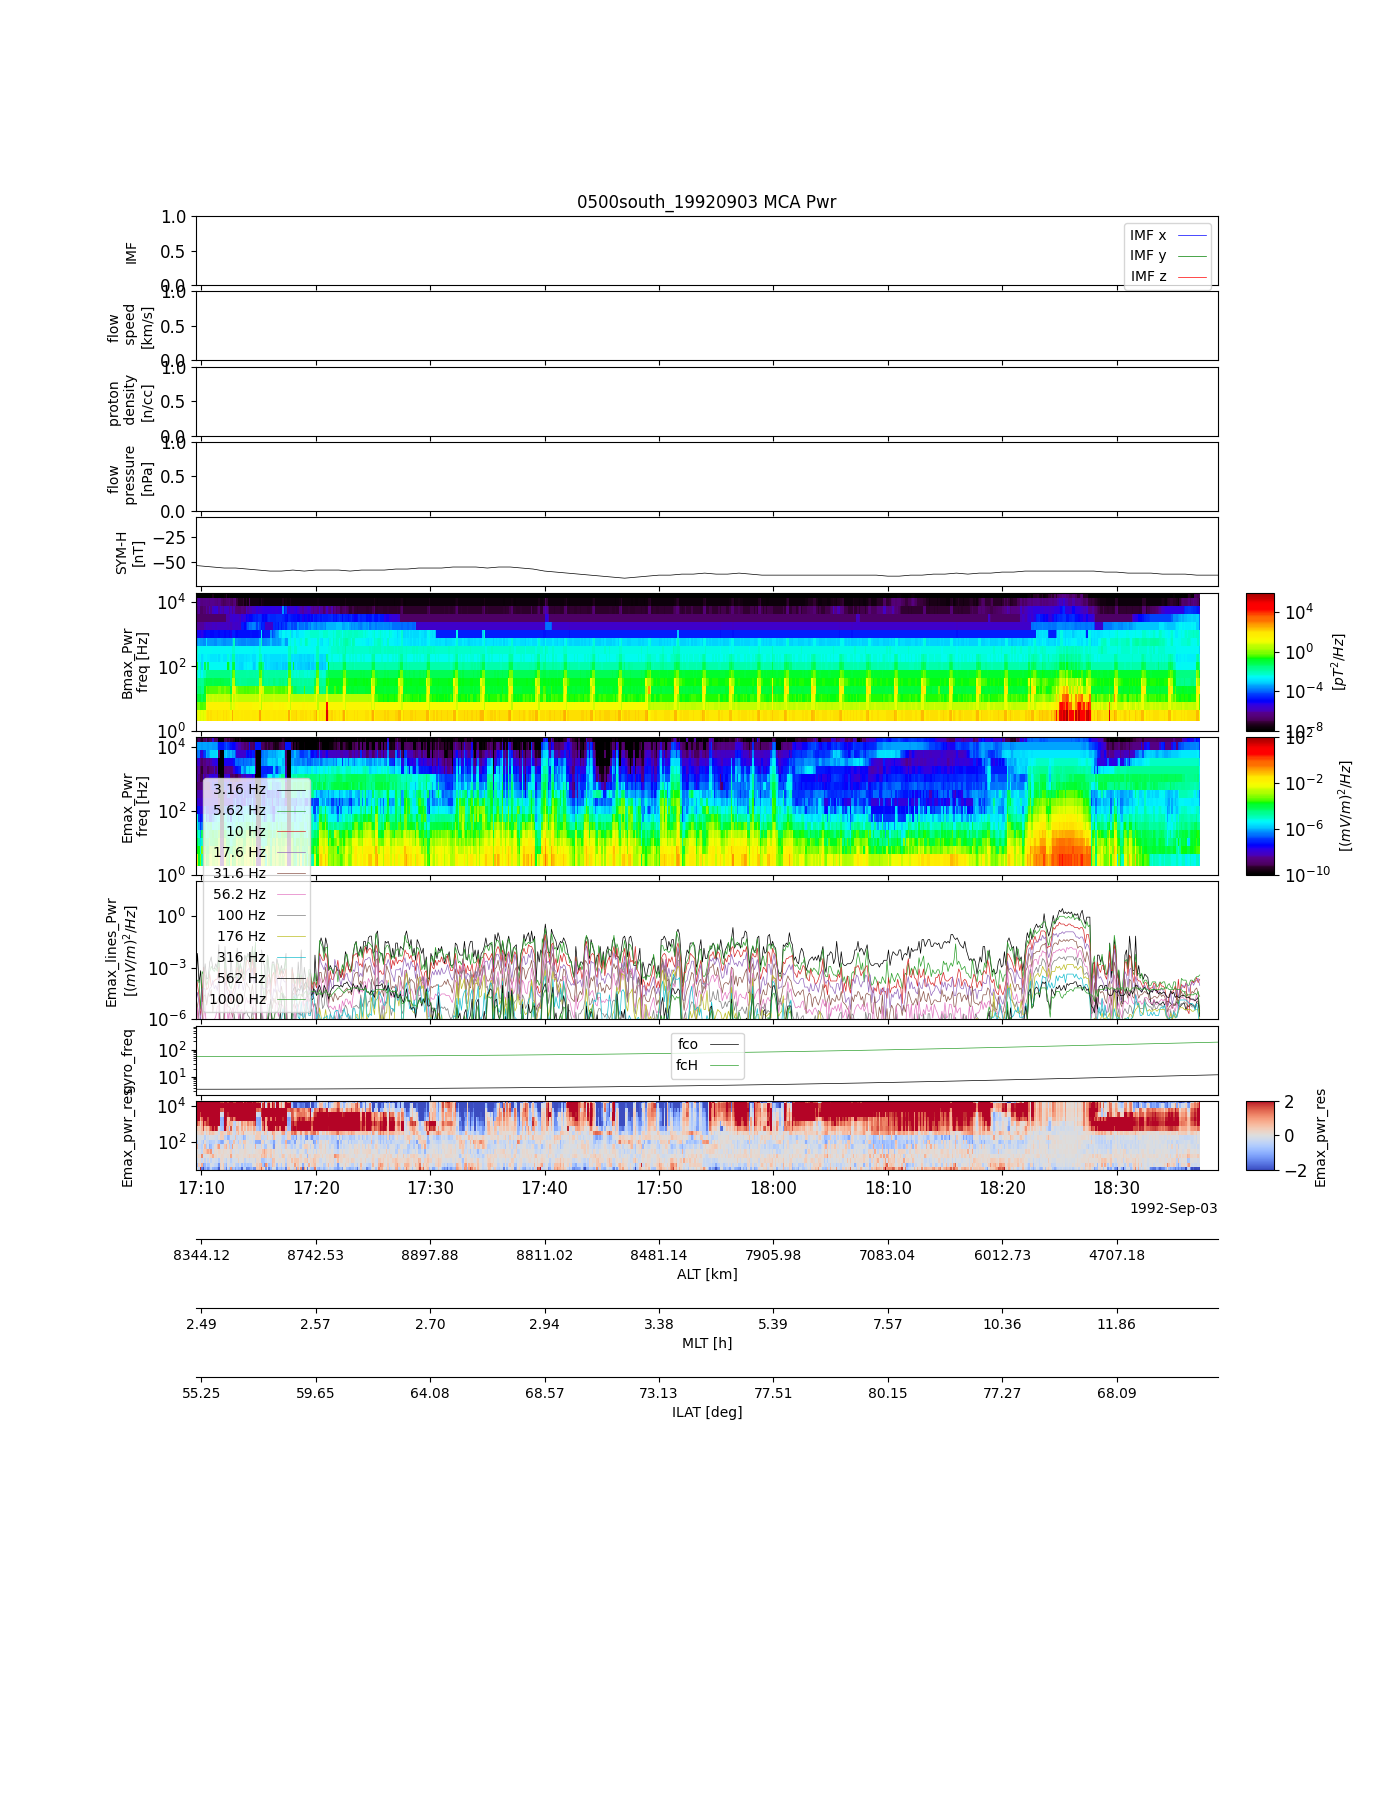 0500south_19920903 MCA Pwr
1.0
0.5
0.0
IMF
IMF x
IMF y
IMF z
1.0
0.5
0.0
flow
speed
[km/s]
1.0
0.5
0.0
proton
density
[n/cc]
1.0
0.5
0.0
flow
pressure
[nPa]
−25
−50
SYM-H
[nT]
10^4
10^2
10^0
Bmax_Pwr
freq [Hz]
10^4
10^0
10^−4
10^−8
[pT^2/Hz]
10^4
10^2
10^0
Emax_Pwr
freq [Hz]
10^2
10^−2
10^−6
10^−10
[(mV/m)^2/Hz]
3.16 Hz
5.62 Hz
10 Hz
17.6 Hz
31.6 Hz
56.2 Hz
100 Hz
176 Hz
316 Hz
562 Hz
1000 Hz
10^0
10^−3
10^−6
Emax_lines_Pwr
[(mV/m)^2/Hz]
10^2
10^1
gyro_freq
fco
fcH
10^4
10^2
Emax_pwr_res
2
0
−2
Emax_pwr_res
17:10 17:20 17:30 17:40 17:50 18:00 18:10 18:20 18:30
1992-Sep-03
8344.12 8742.53 8897.88 8811.02 8481.14 7905.98 7083.04 6012.73 4707.18
ALT [km]
2.49 2.57 2.70 2.94 3.38 5.39 7.57 10.36 11.86
MLT [h]
55.25 59.65 64.08 68.57 73.13 77.51 80.15 77.27 68.09
ILAT [deg]